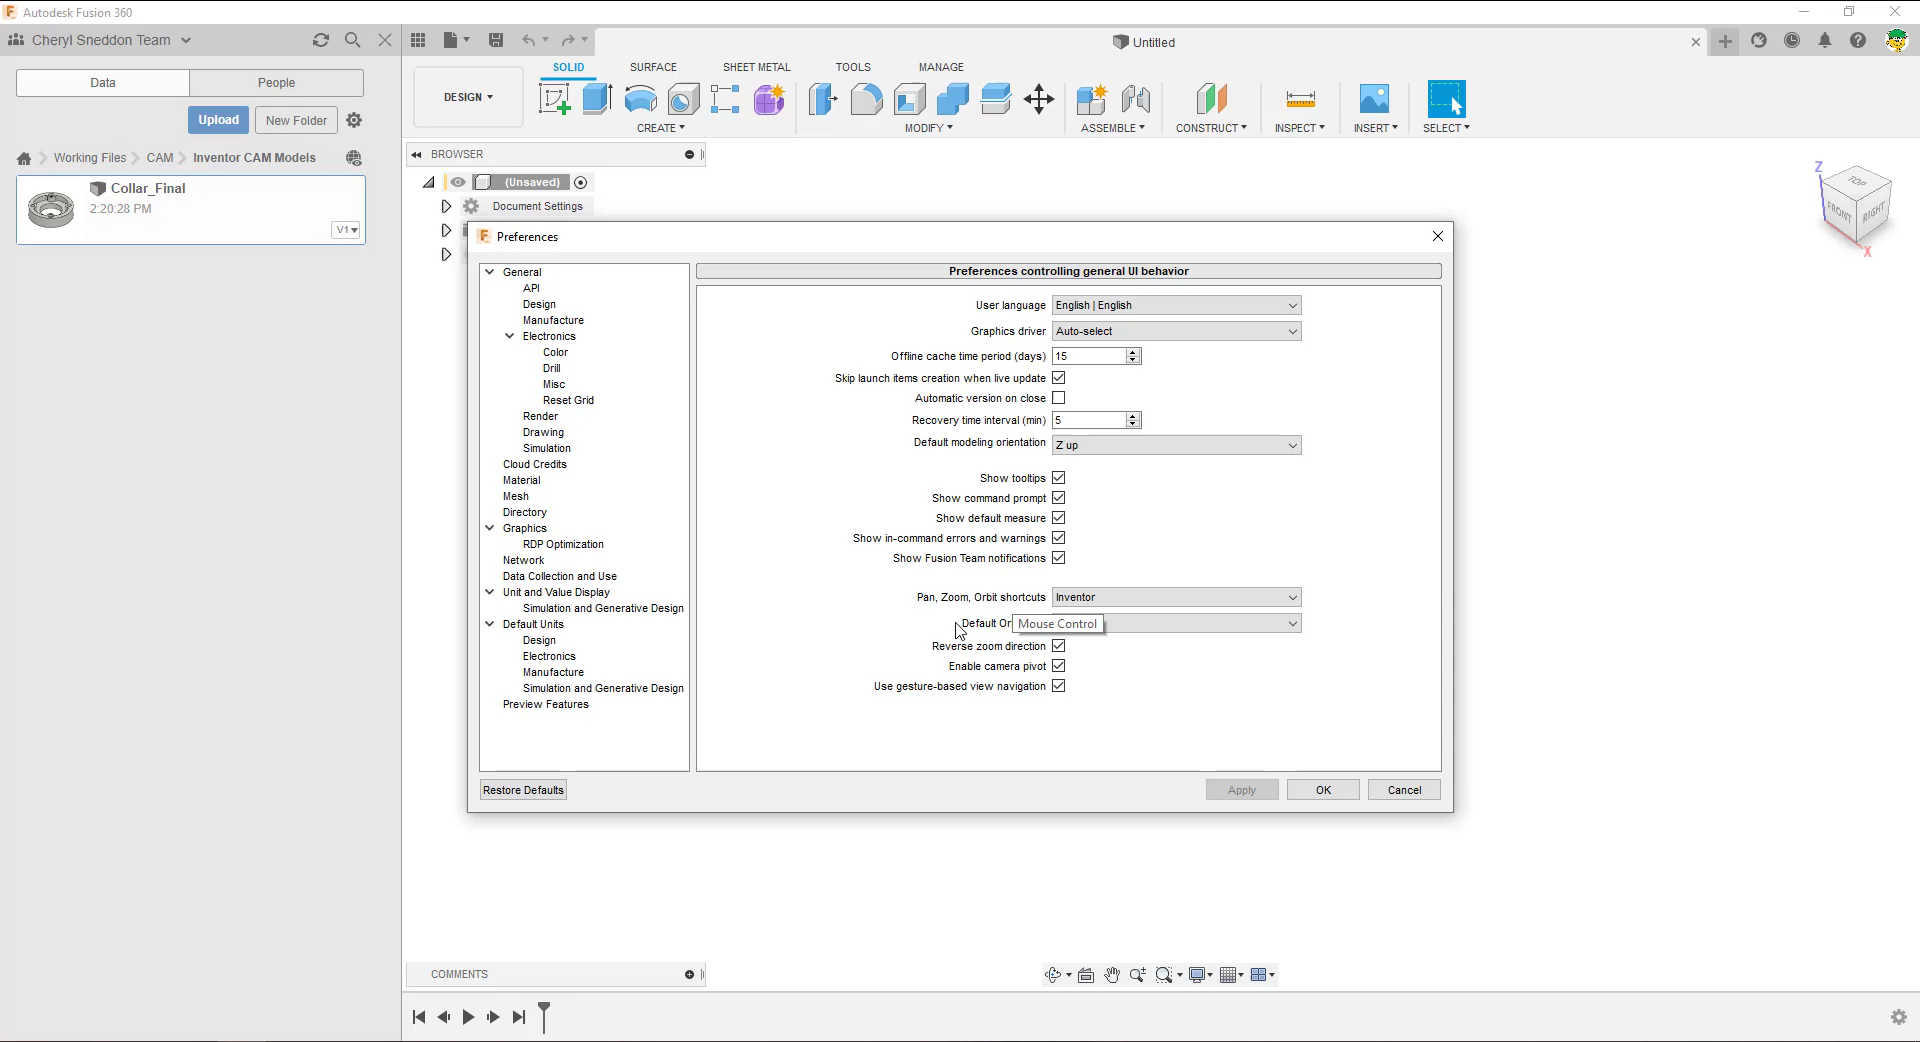 Autodesk Fusion 360
Cheryl Sneddon Team
Untitled
Data
People
Upload
New Folder
Working Files
CAM
Inventor CAM Models
Collar_Final
2:20:28 PM
V1
DESIGN
SOLID
SURFACE
SHEET METAL
TOOLS
MANAGE
CREATE
MODIFY
ASSEMBLE
CONSTRUCT
INSPECT
INSERT
SELECT
BROWSER
(Unsaved)
Document Settings
Z
TOP
FRONT
RIGHT
X
Preferences
General
API
Design
Manufacture
Electronics
Color
Drill
Misc
Reset Grid
Render
Drawing
Simulation
Cloud Credits
Material
Mesh
Directory
Graphics
RDP Optimization
Network
Data Collection and Use
Unit and Value Display
Simulation and Generative Design
Default Units
Design
Electronics
Manufacture
Simulation and Generative Design
Preview Features
Preferences controlling general UI behavior
User language English | English
Graphics driver Auto-select
Offline cache time period (days) 15
Skip launch items creation when live update
Automatic version on close
Recovery time interval (min) 5
Default modeling orientation Z up
Show tooltips
Show command prompt
Show default measure
Show in-command errors and warnings
Show Fusion Team notifications
Pan, Zoom, Orbit shortcuts Inventor
Default Or
Mouse Control
Reverse zoom direction
Enable camera pivot
Use gesture-based view navigation
Restore Defaults
Apply
OK
Cancel
COMMENTS